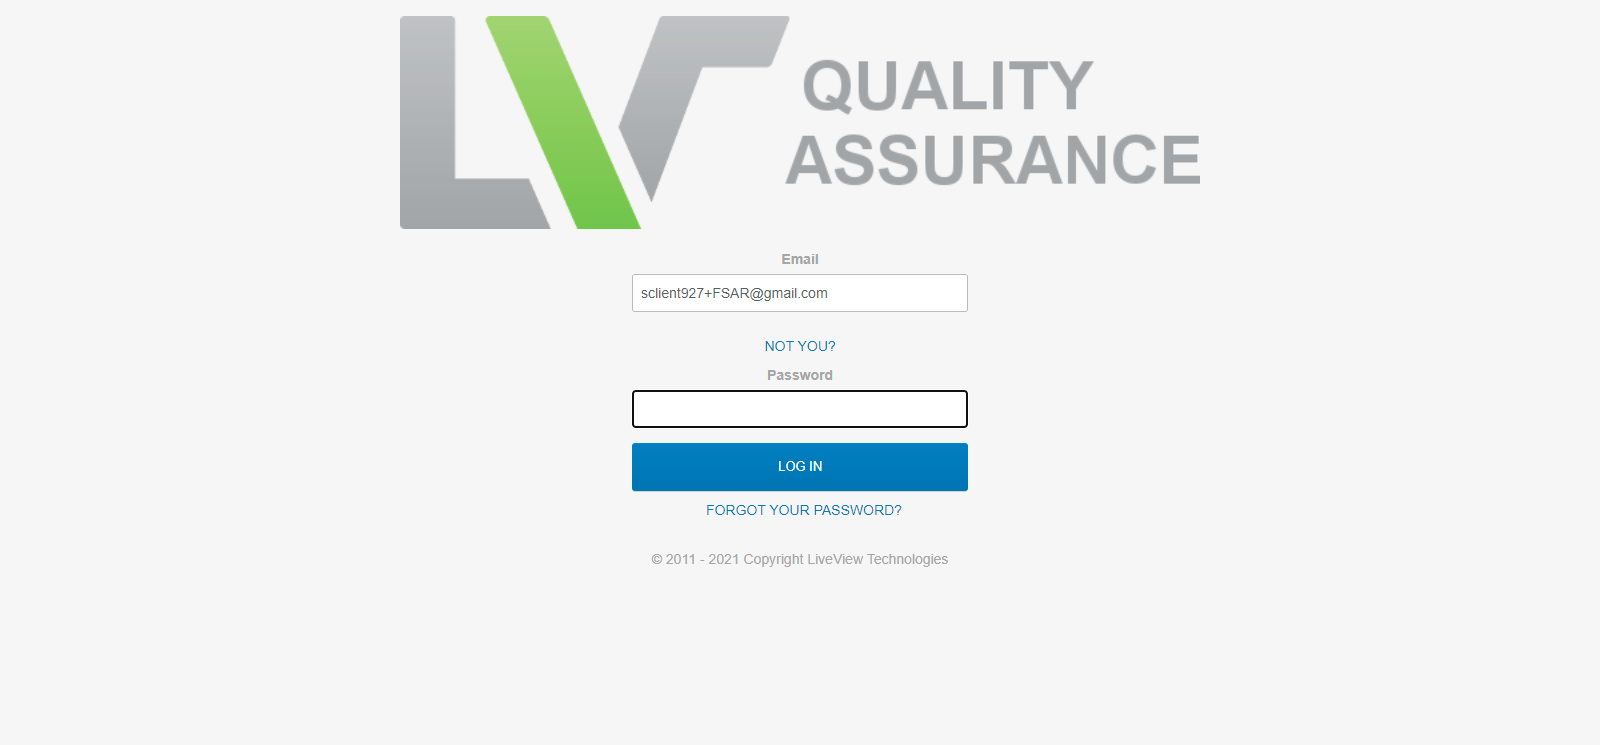 LVT QUALITY
ASSURANCE
Email
sclient927+FSAR@gmail.com
NOT YOU?
Password
LOG IN
FORGOT YOUR PASSWORD?
© 2011 - 2021 Copyright LiveView Technologies